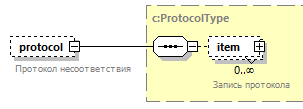 c:ProtocolType
protocol
item
0..∞
Протокол несоответствия
Запись протокола